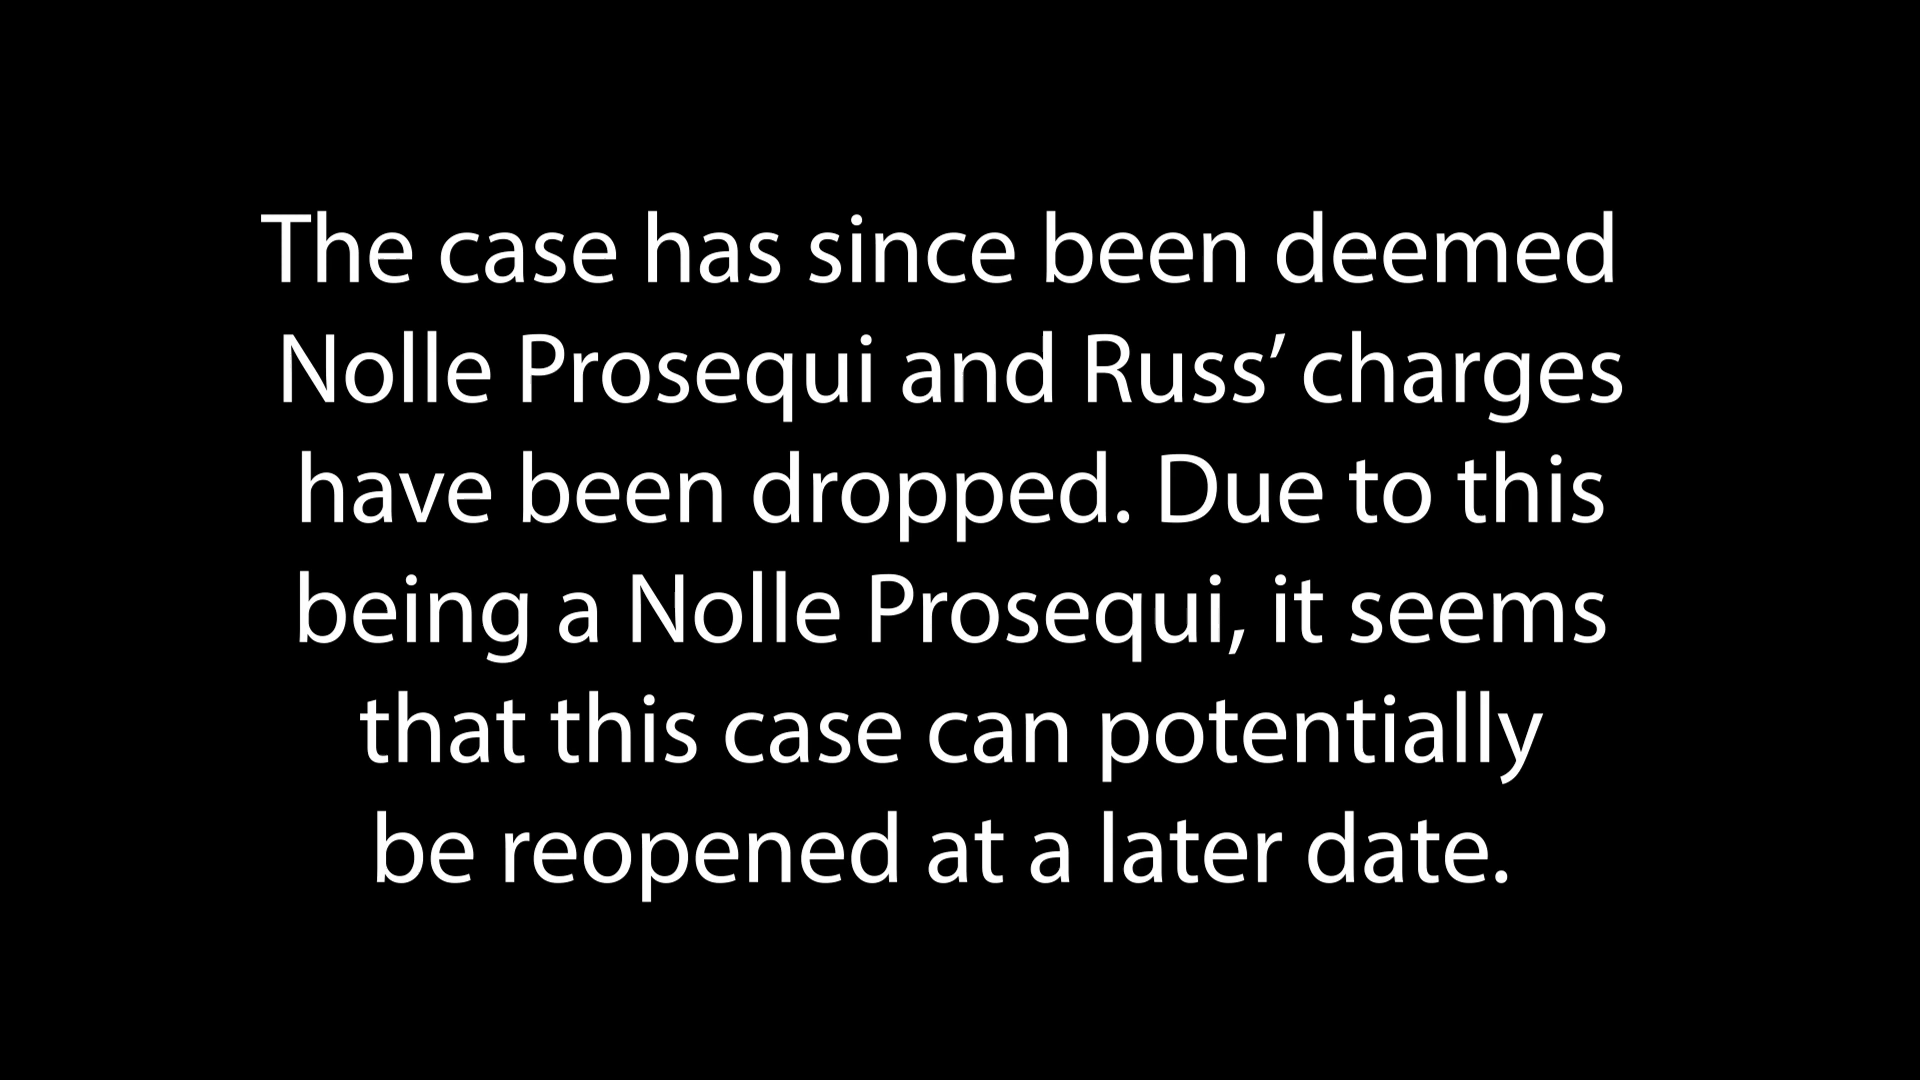 The case has since been deemed
Nolle Prosequi and Russ’ charges
have been dropped. Due to this
being a Nolle Prosequi, it seems
that this case can potentially
be reopened at a later date.